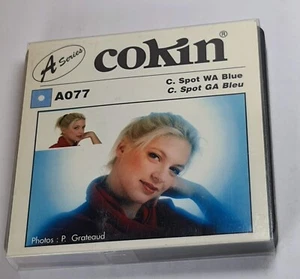 A Series
cokin®
C. Spot WA Blue
C. Spot GA Bleu
A077
Photos : P. Grateaud